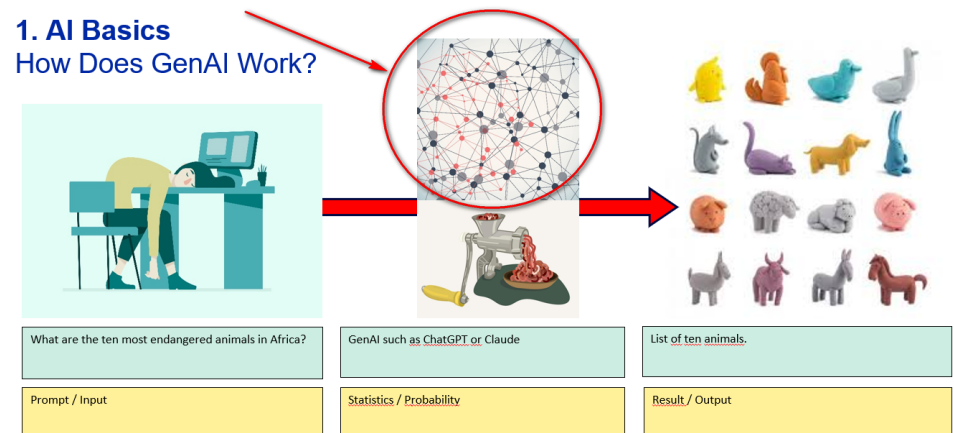 1. AI Basics
How Does GenAI Work?
What are the ten most endangered animals in Africa?
GenAI such as ChatGPT or Claude
List of ten animals.
Prompt / Input
Statistics / Probability
Result / Output